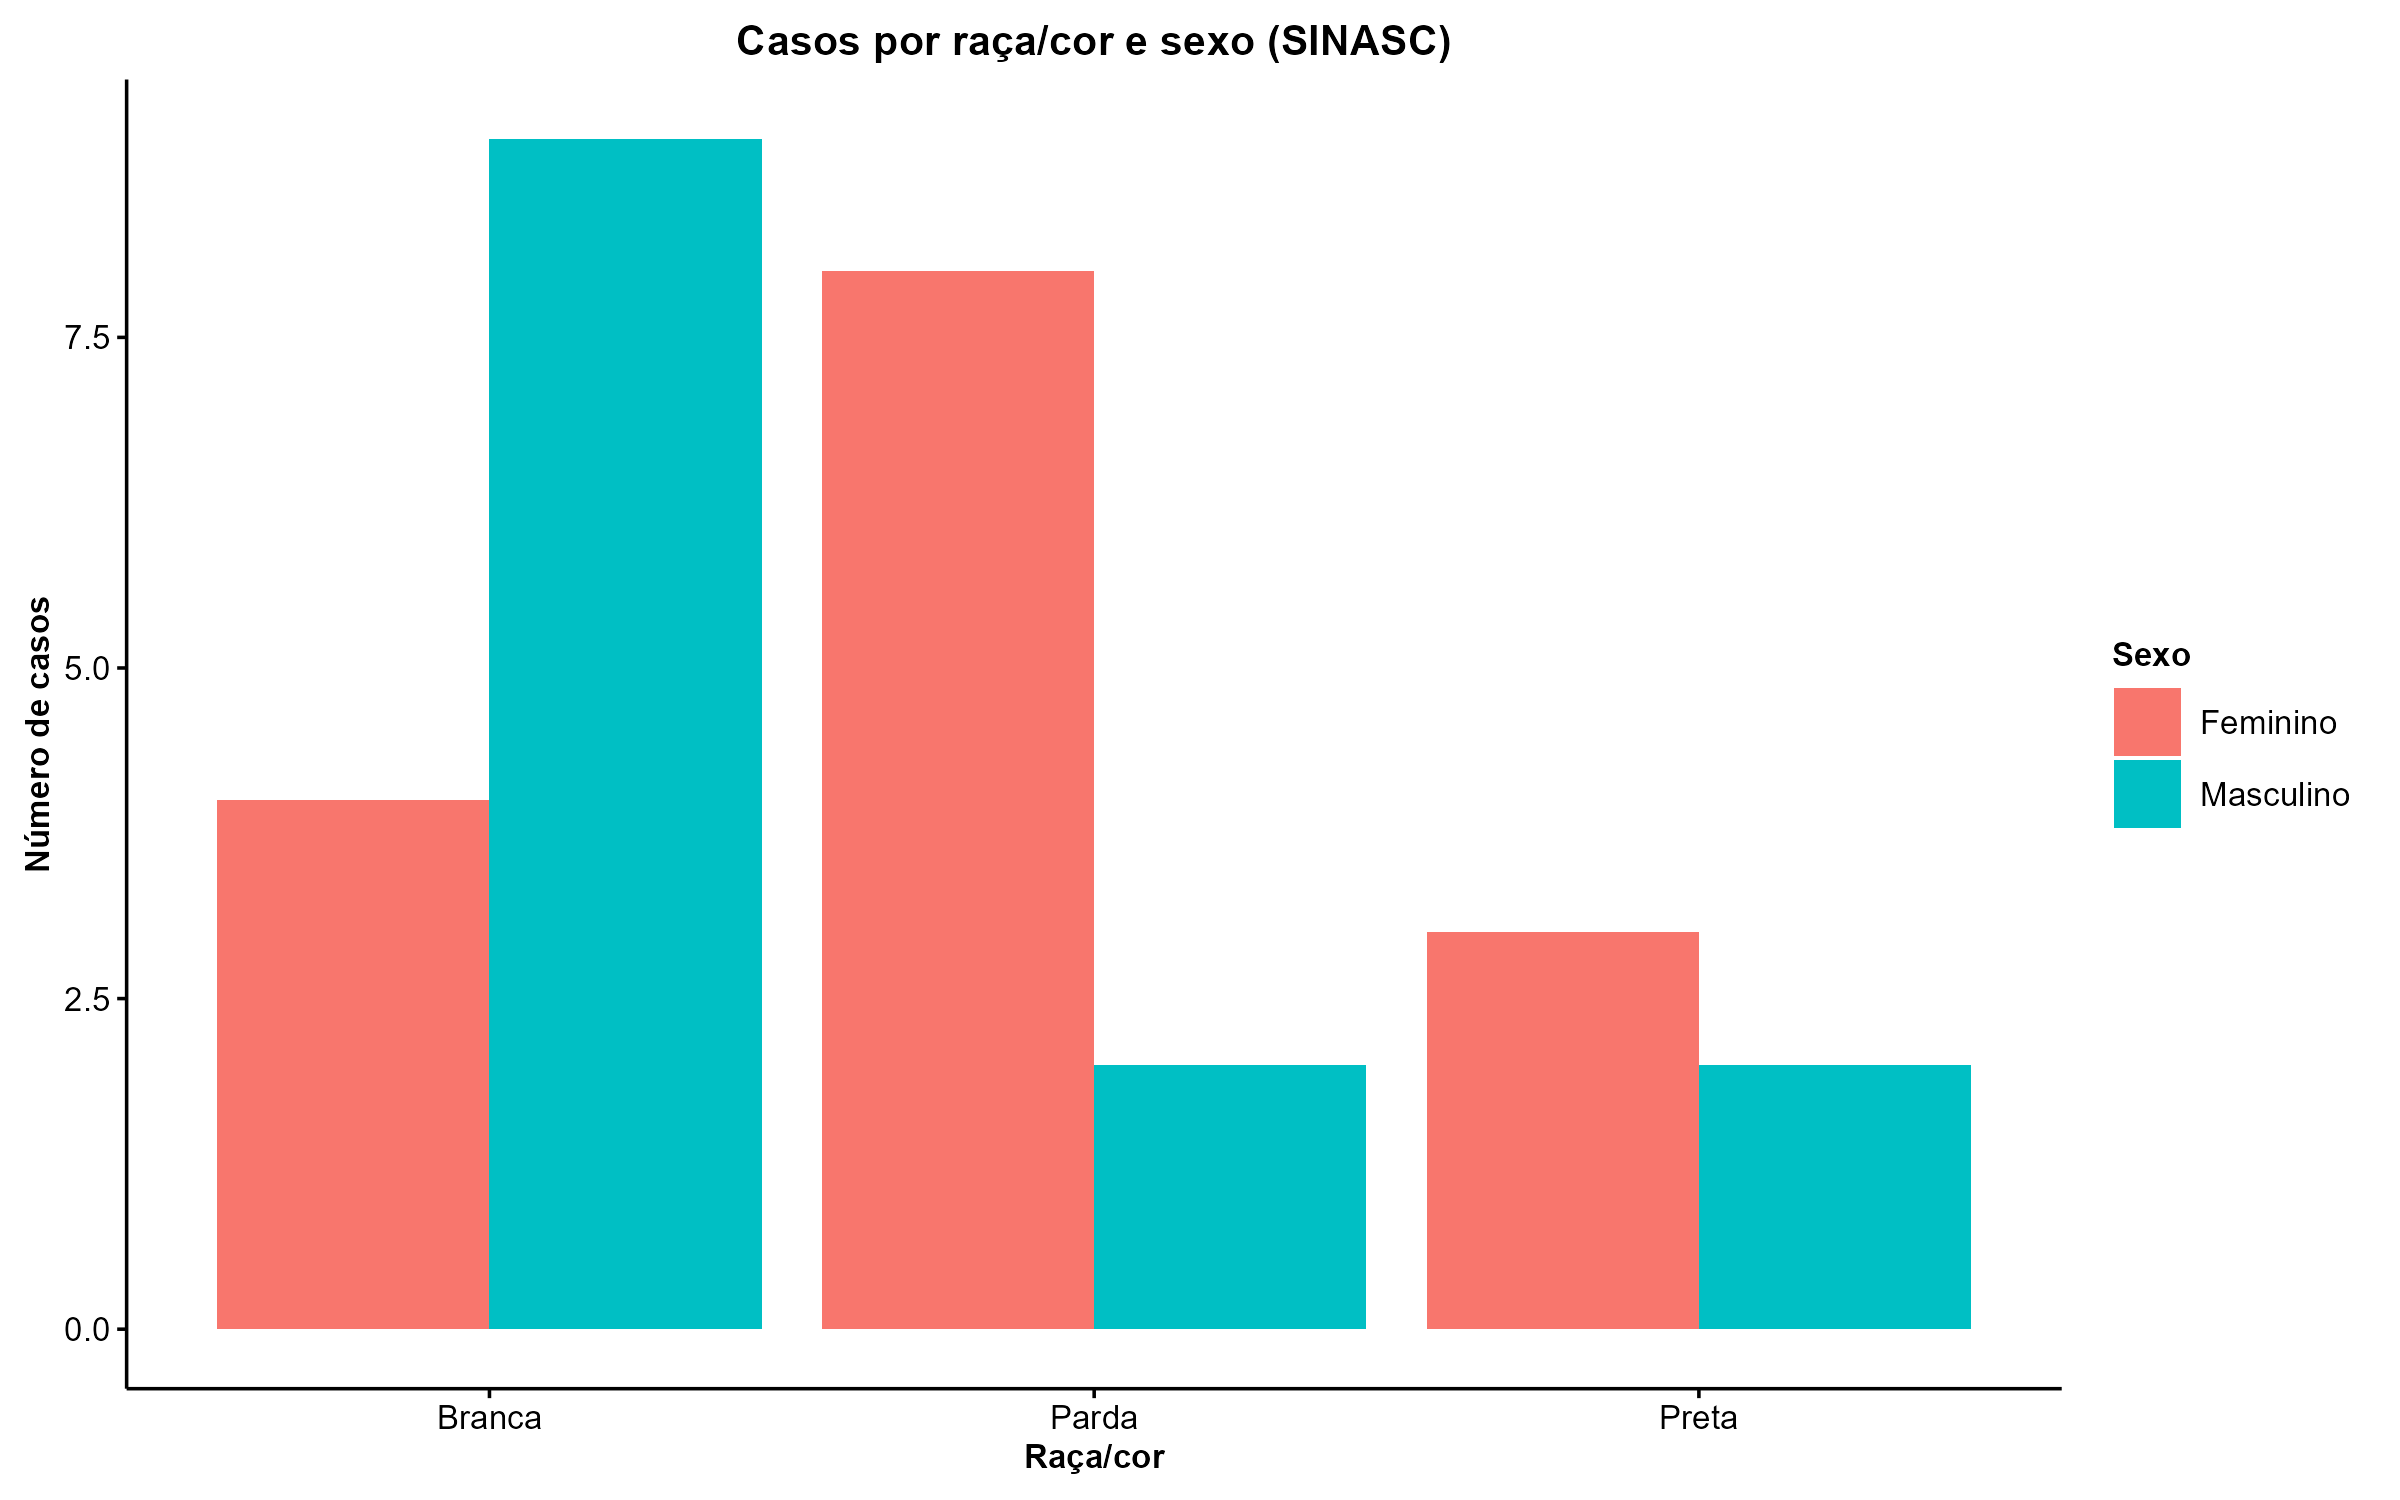 Casos por raça/cor e sexo (SINASC)
Número de casos
7.5
5.0
2.5
0.0
Branca
Parda
Preta
Raça/cor
Sexo
Feminino
Masculino